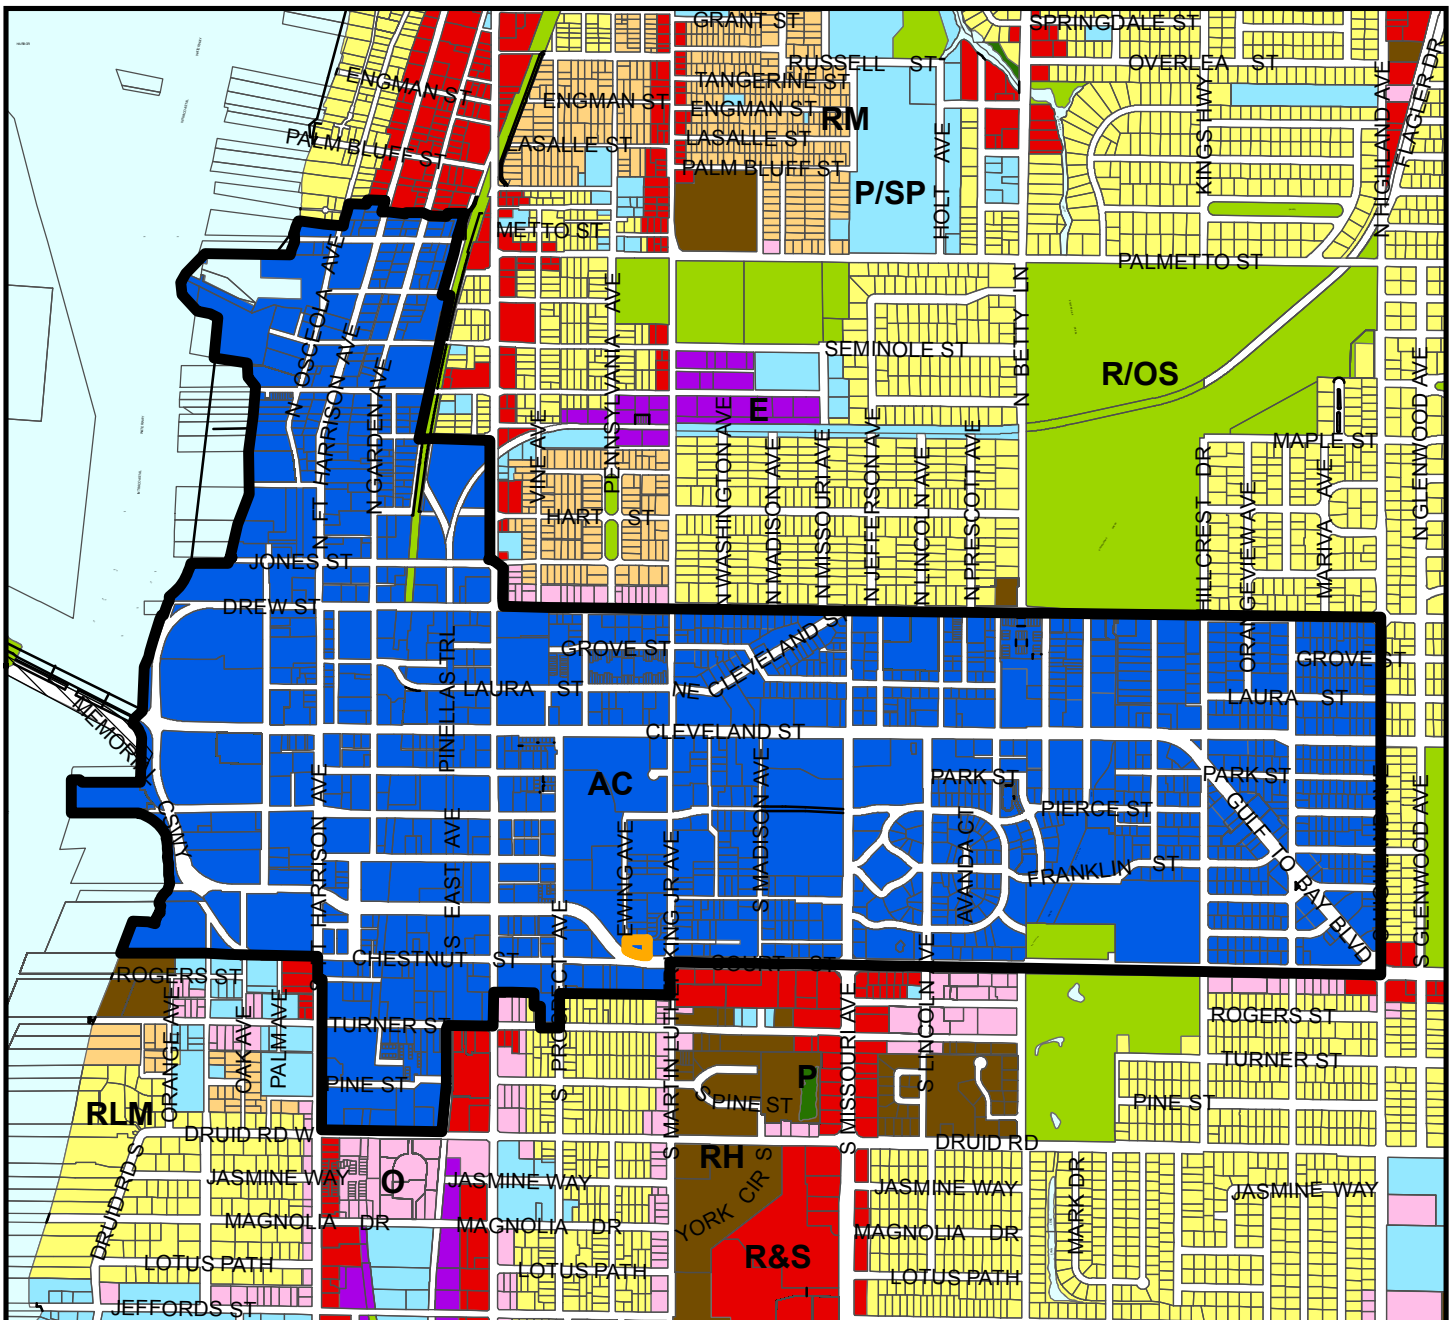 GRANT ST
SPRINGDALE ST
RUSSELL ST
OVERLEA ST
ENGMAN ST
TANGERINE ST
ENGMAN ST
ENGMAN ST
RM
KINGS HWY
N HIGHLAND AVE
FLAGLER DR
PALM BLUFF ST
ASALLE ST
LASALLE ST
PALM BLUFF ST
HOLT AVE
P/SP
METTO ST
PALMETTO ST
N OSCEOLA AVE
N FT HARRISON AVE
N GARDEN AVE
PENNSYLVANIA AVE
N BETTY LN
SEMINOLE ST
R/OS
E
VINE AVE
N WASHINGTON AVE
N MADISON AVE
N MISSOURI AVE
N JEFFERSON AVE
N LINCOLN AVE
N PRESCOTT AVE
MAPLE ST
HILLCREST DR
ORANGEVIEW AVE
MARIVA AVE
N GLENWOOD AVE
HART ST
JONES ST
DREW ST
GROVE ST
NE CLEVELAND ST
GROVE ST
PINELLAS TRL
LAURA ST
LAURA ST
MEMORIAL CSWY
CLEVELAND ST
AC
PARK ST
PARK ST
PIERCE ST
GULF TO BAY BLVD
S FT HARRISON AVE
S EAST AVE
EWING AVE
S MARTIN LUTHER KING JR AVE
S MADISON AVE
AVANDA CT
FRANKLIN ST
S GLENWOOD AVE
S PROSPECT AVE
CHESTNUT ST
COURT ST
ROGERS ST
ORANGE AVE
OAK AVE
PALM AVE
TURNER ST
S MISSOURI AVE
S LINCOLN AVE
ROGERS ST
TURNER ST
PINE ST
P
S PINE ST
PINE ST
RLM
DRUID RD W
DRUID RD
RH
DRUID RD S
JASMINE WAY
O
JASMINE WAY
JASMINE WAY
JASMINE WAY
YORK CIR S
MARK DR
MAGNOLIA DR
MAGNOLIA DR
MAGNOLIA DR
R&S
LOTUS PATH
LOTUS PATH
LOTUS PATH
JEFFORDS ST